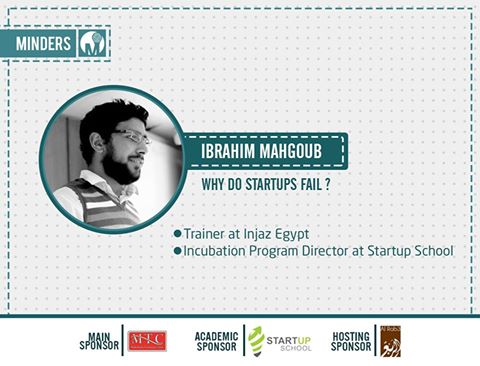 MINDERS
IBRAHIM MAHGOUB
WHY DO STARTUPS FAIL ?
Trainer at Injaz Egypt
Incubation Program Director at Startup School
MAIN
SPONSOR
ACADEMIC
SPONSOR
STARTUP
SCHOOL
HOSTING
SPONSOR